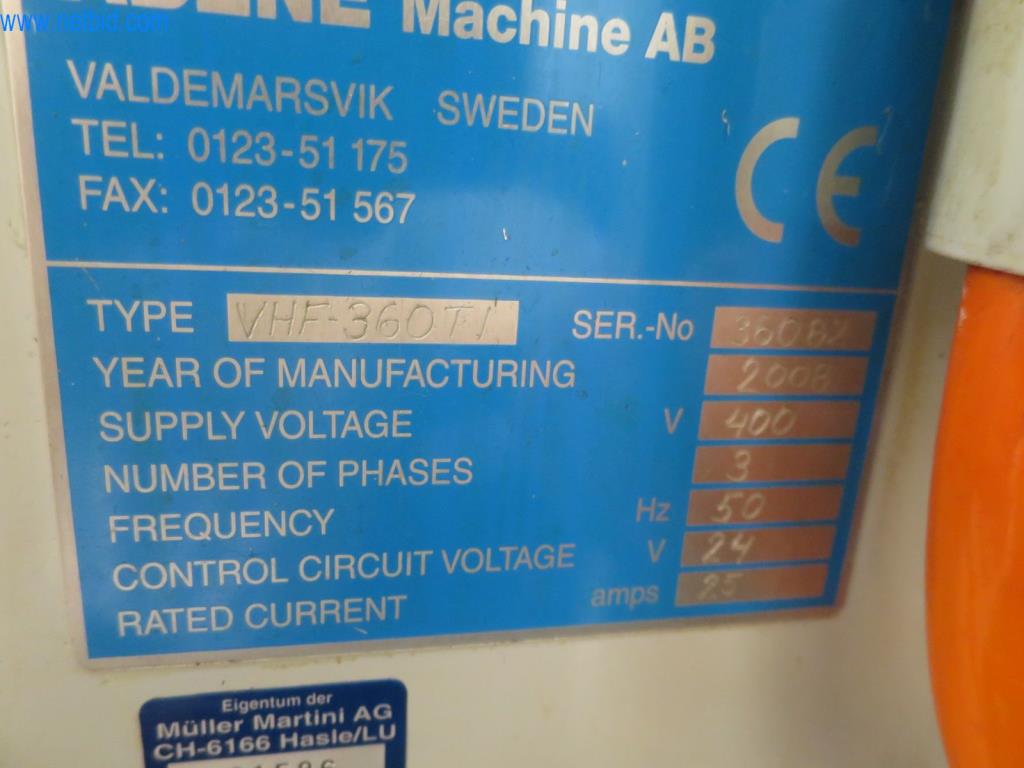 www.netbid.com
Machine AB
VALDEMARSVIK SWEDEN
TEL: 0123-51 175
FAX: 0123-51 567
CE
TYPE VHF-360T1 SER.-No
YEAR OF MANUFACTURING 2008
SUPPLY VOLTAGE V 400
NUMBER OF PHASES 3
FREQUENCY Hz 50
CONTROL CIRCUIT VOLTAGE V 24
RATED CURRENT amps 25
Eigentum der
Müller Martini AG
CH-6166 Hasle/LU